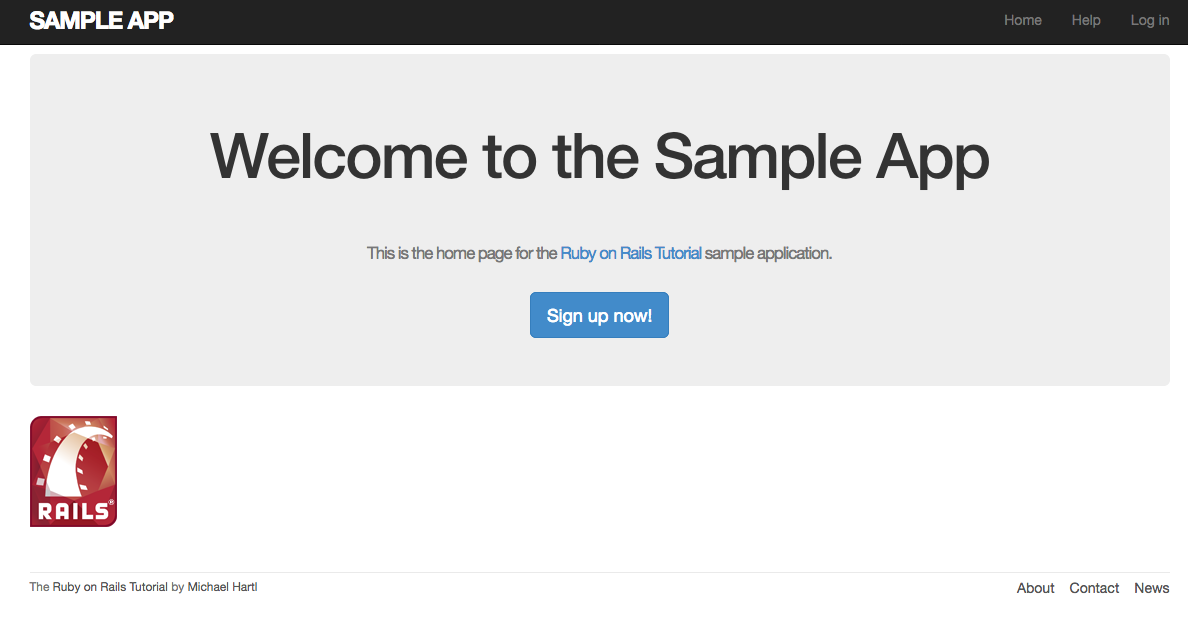 SAMPLE APP
Home Help Log in
Welcome to the Sample App
This is the home page for the Ruby on Rails Tutorial sample application.
Sign up now!
RAILS®
The Ruby on Rails Tutorial by Michael Hartl
About Contact News